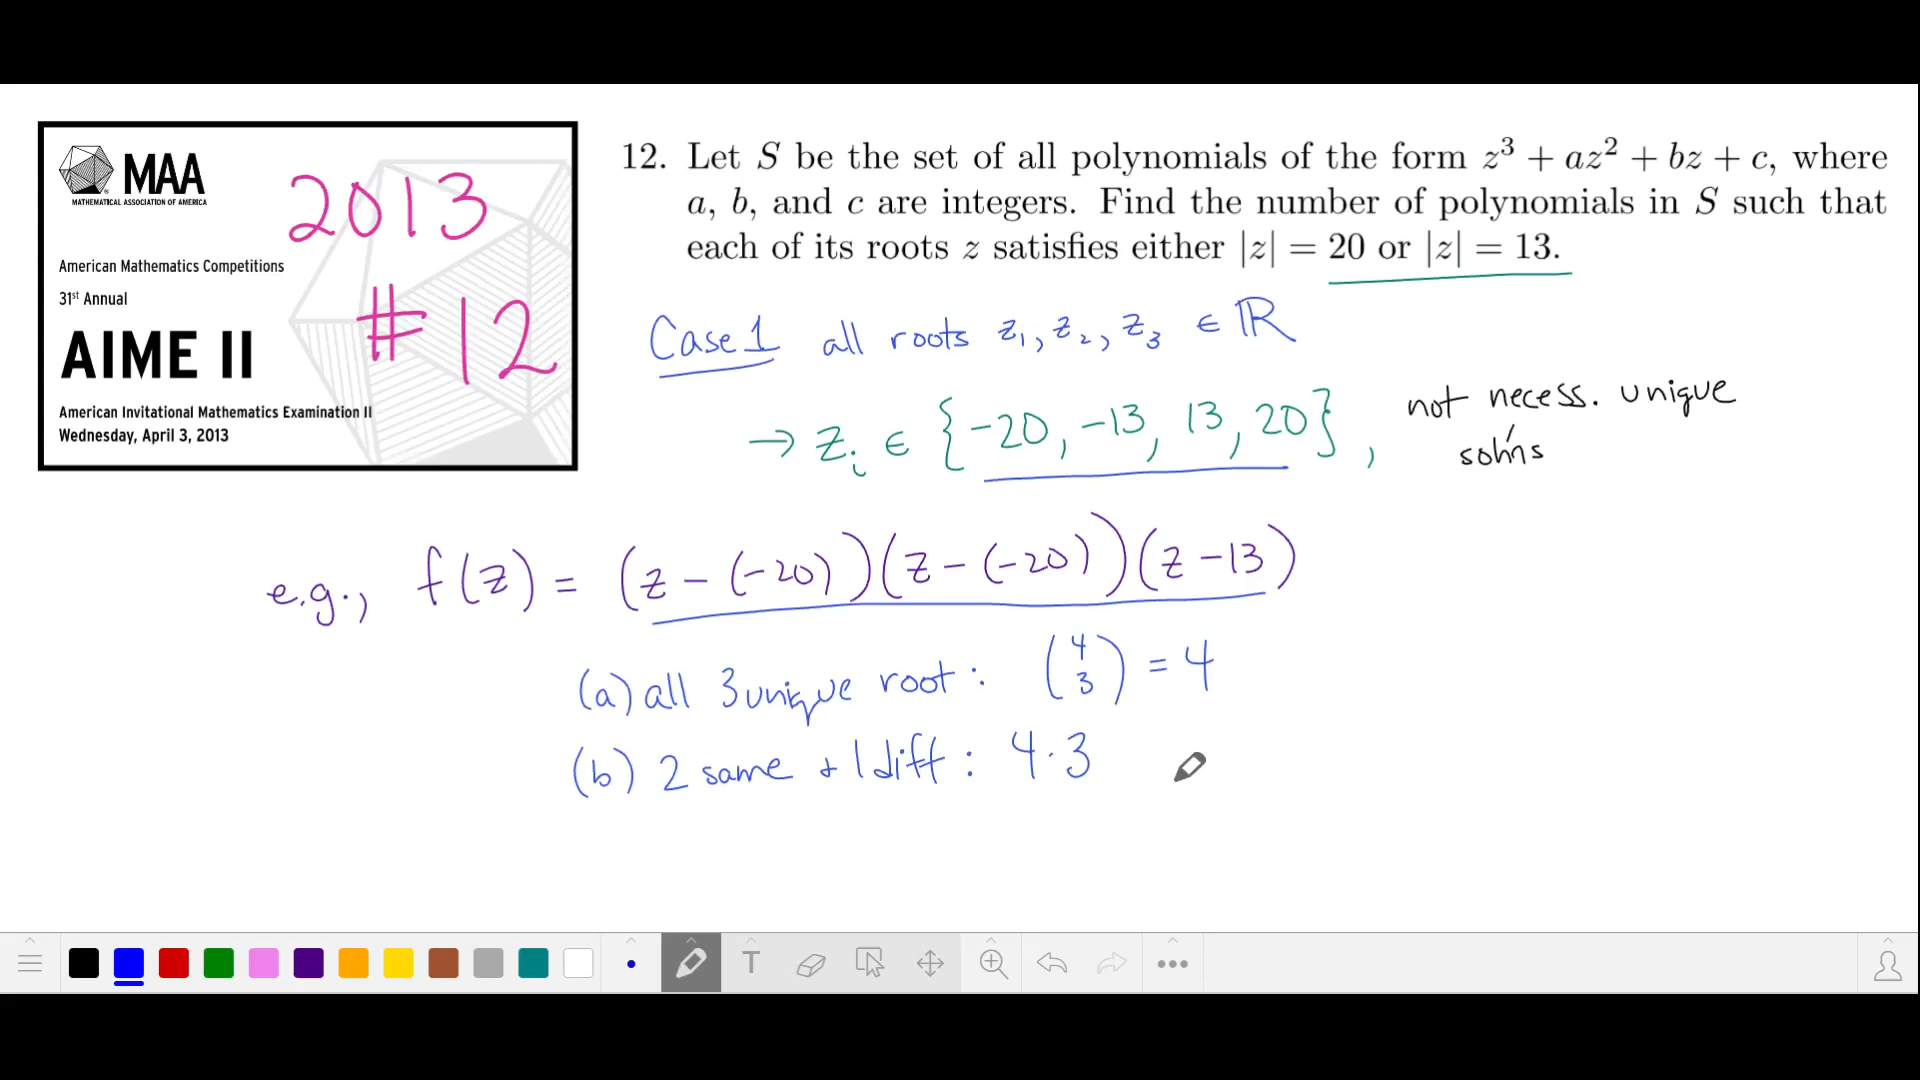 MAA
MATHEMATICAL ASSOCIATION OF AMERICA
2013
American Mathematics Competitions
31st Annual
#12
AIME II
American Invitational Mathematics Examination II
Wednesday, April 3, 2013
12. Let S be the set of all polynomials of the form z³ + az² + bz + c, where
a, b, and c are integers. Find the number of polynomials in S such that
each of its roots z satisfies either |z| = 20 or |z| = 13.
Case 1 all roots z₁, z₂, z₃ ∈ ℝ
→ zᵢ ∈ {-20, -13, 13, 20}, not necess. unique
soln's
e.g., f(z) = (z - (-20))(z - (-20))(z - 13)
(a) all 3 unique root: (4 3) = 4
(b) 2 same + 1 diff: 4·3
T